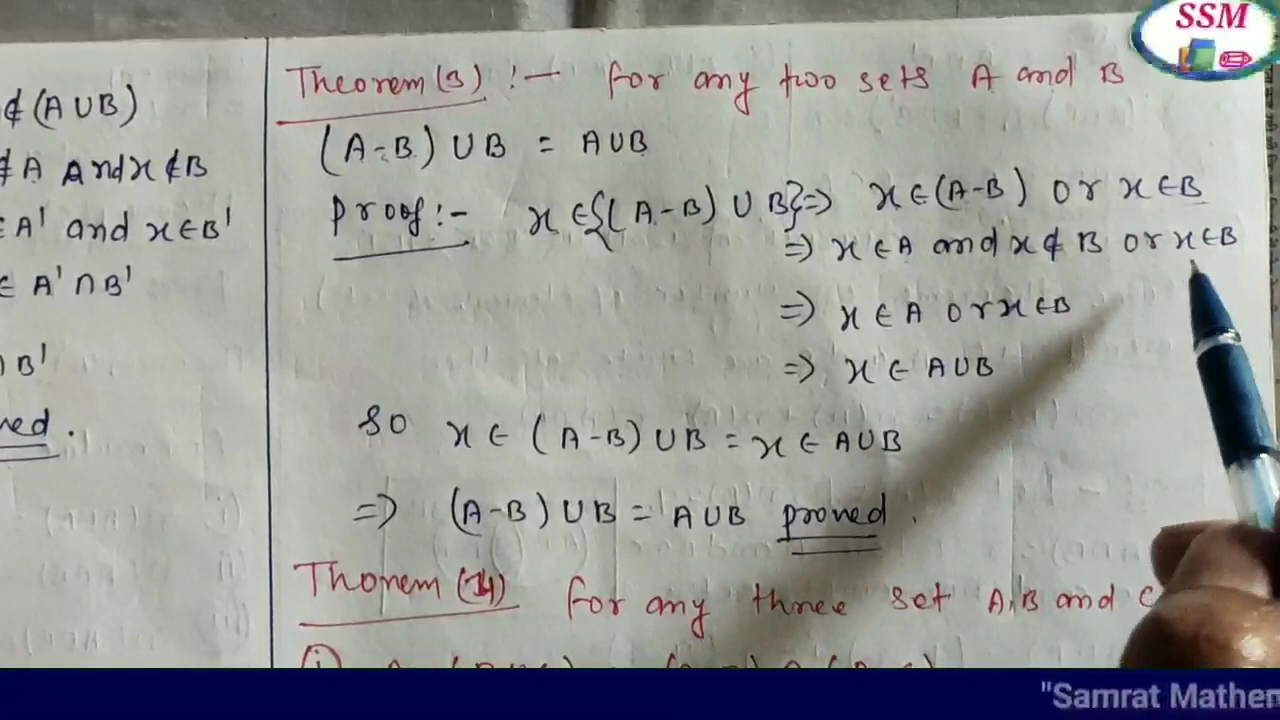 SSM
∉ (A ∪ B)
∉ A And x ∉ B
∈ A' and x ∈ B'
∈ A' ∩ B'
∩ B'
ved.
Theorem (3) :- for any two sets A and B
(A-B) ∪ B = A ∪ B
proof:- x ∈ {(A-B) ∪ B} => x ∈ (A-B) or x ∈ B
=> x ∈ A and x ∉ B or x ∈ B
=> x ∈ A or x ∈ B
=> x ∈ A ∪ B
so x ∈ (A-B) ∪ B = x ∈ A ∪ B
=> (A-B) ∪ B = A ∪ B proved.
Thorem (4) for any three set A, B and C
(i)
"Samrat Mathem